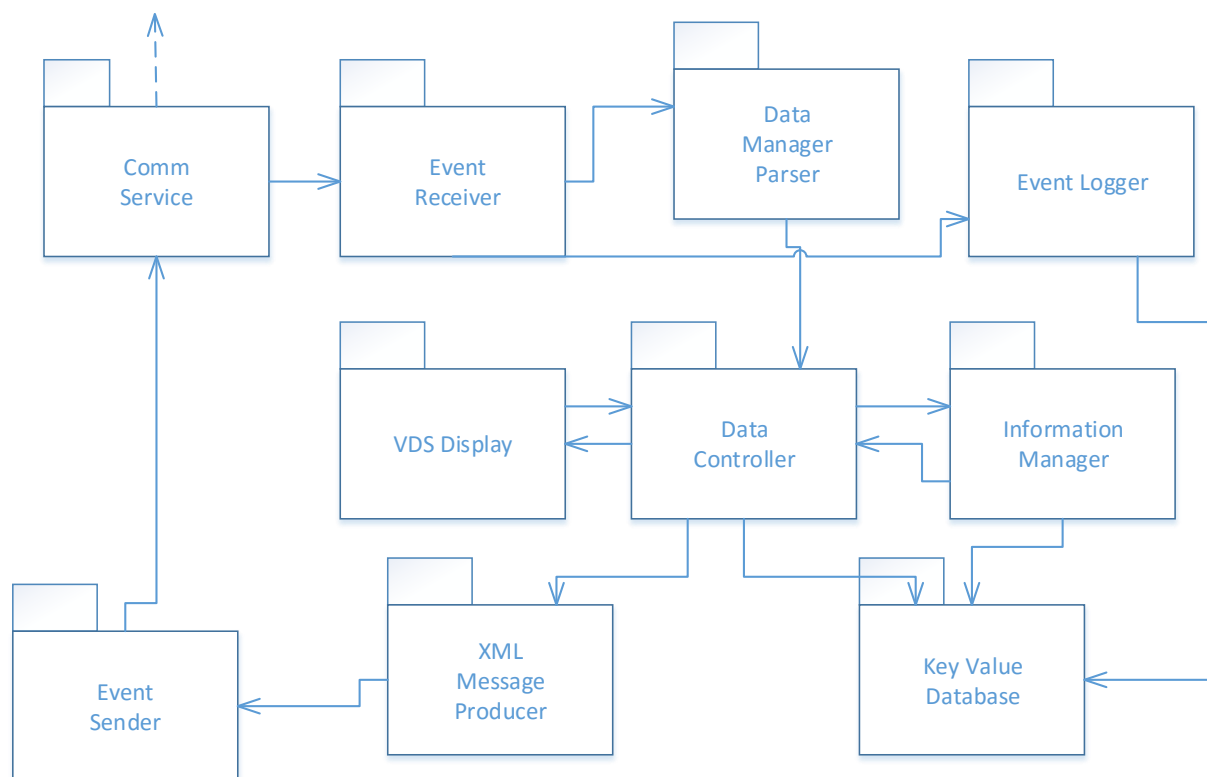 Comm
Service
Event
Receiver
Data
Manager
Parser
Event Logger
VDS Display
Data
Controller
Information
Manager
Event
Sender
XML
Message
Producer
Key Value
Database